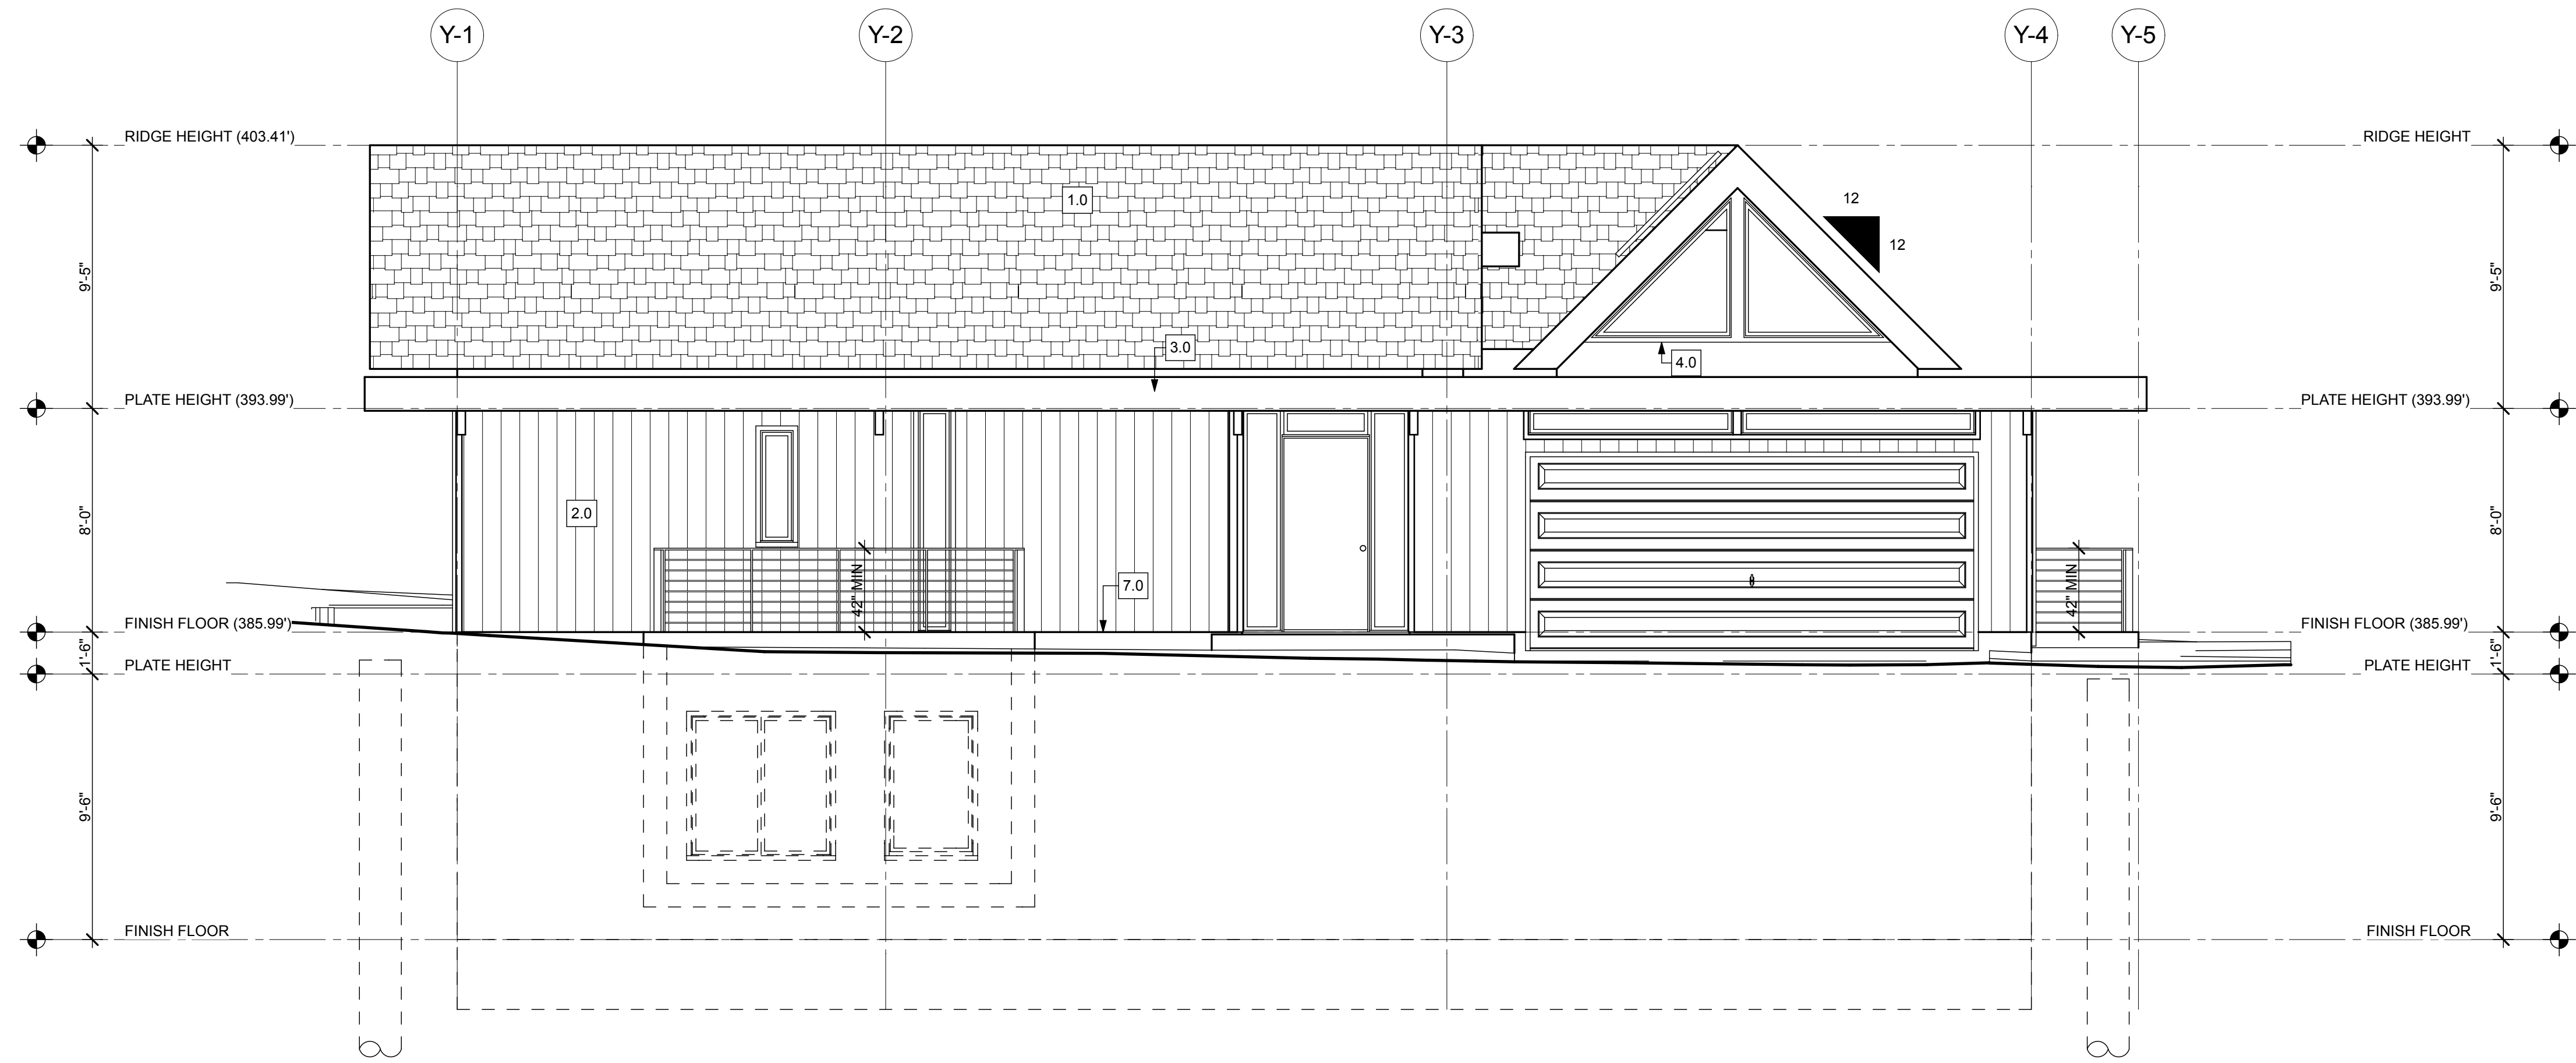 Y-1 Y-2 Y-3 Y-4 Y-5
RIDGE HEIGHT (403.41') RIDGE HEIGHT
1.0
12
12
9'-5" 9'-5"
3.0
4.0
PLATE HEIGHT (393.99') PLATE HEIGHT (393.99')
2.0
8'-0" 8'-0"
42" MIN 42" MIN
7.0
FINISH FLOOR (385.99') FINISH FLOOR (385.99')
1'-6" 1'-6"
PLATE HEIGHT PLATE HEIGHT
9'-6" 9'-6"
FINISH FLOOR FINISH FLOOR